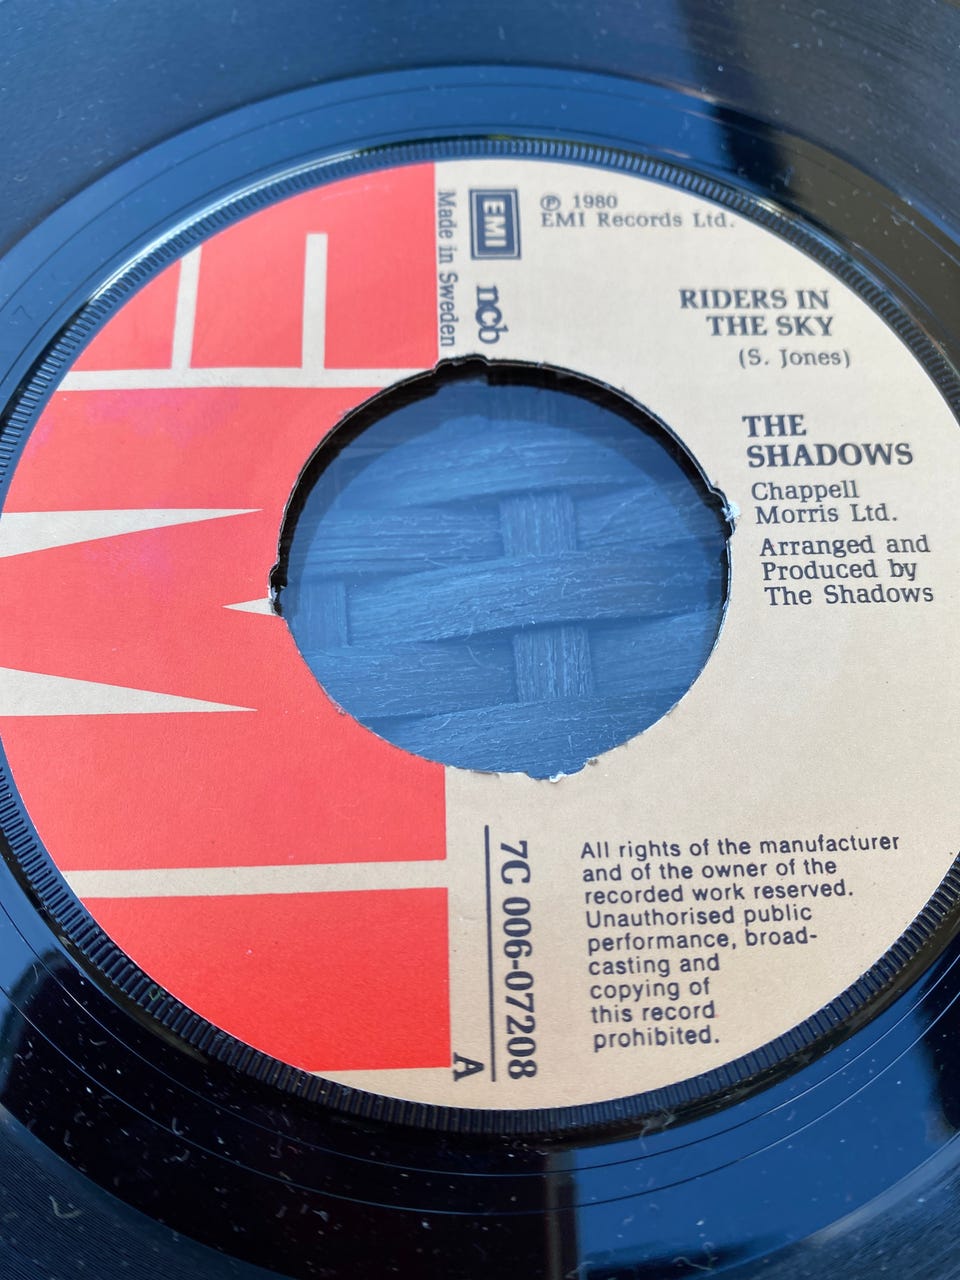 EMI
Made in Sweden
EMI
ncb
℗ 1980
EMI Records Ltd.
RIDERS IN
THE SKY
(S. Jones)
THE
SHADOWS
Chappell
Morris Ltd.
Arranged and
Produced by
The Shadows
7C 006-07208
A
All rights of the manufacturer
and of the owner of the
recorded work reserved.
Unauthorised public
performance, broad-
casting and
copying of
this record
prohibited.